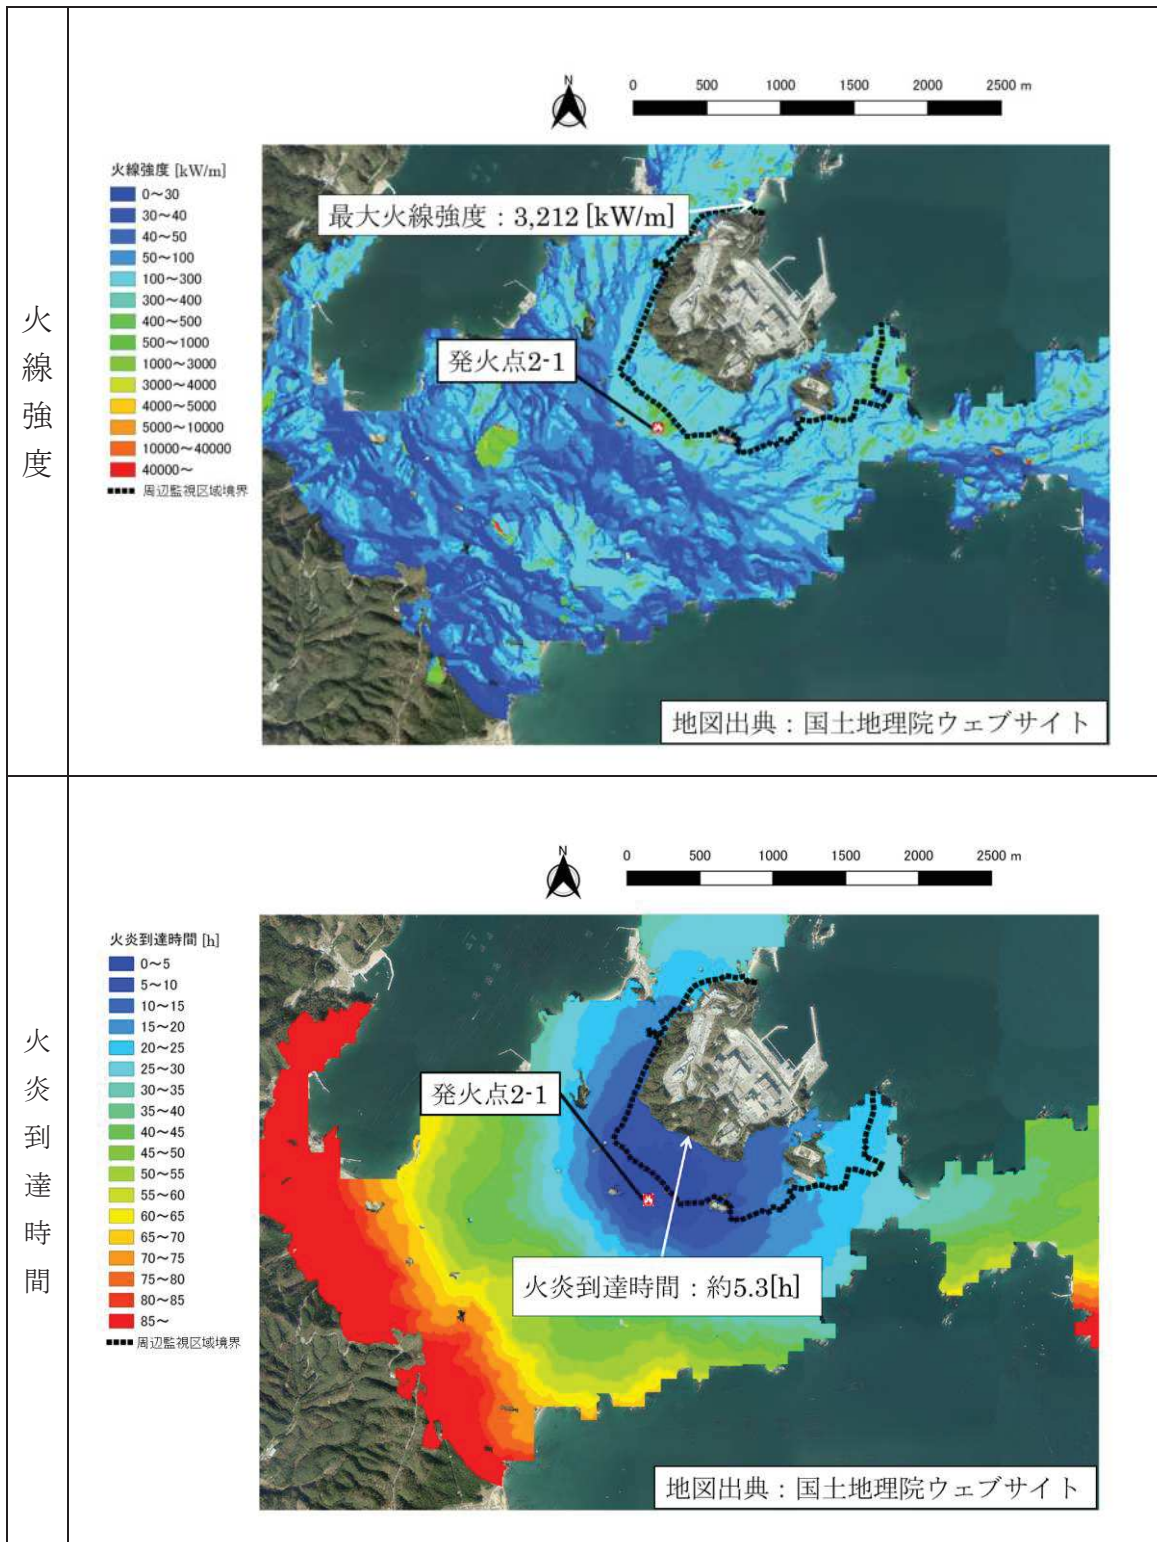 火線強度
N
0 500 1000 1500 2000 2500 m
火線強度 [kW/m]
0～30
30～40
40～50
50～100
100～300
300～400
400～500
500～1000
1000～3000
3000～4000
4000～5000
5000～10000
10000～40000
40000～
周辺監視区域境界
最大火線強度：3,212 [kW/m]
発火点2-1
地図出典：国土地理院ウェブサイト
火炎到達時間
N
0 500 1000 1500 2000 2500 m
火炎到達時間 [h]
0～5
5～10
10～15
15～20
20～25
25～30
30～35
35～40
40～45
45～50
50～55
55～60
60～65
65～70
70～75
75～80
80～85
85～
周辺監視区域境界
発火点2-1
火炎到達時間：約5.3[h]
地図出典：国土地理院ウェブサイト